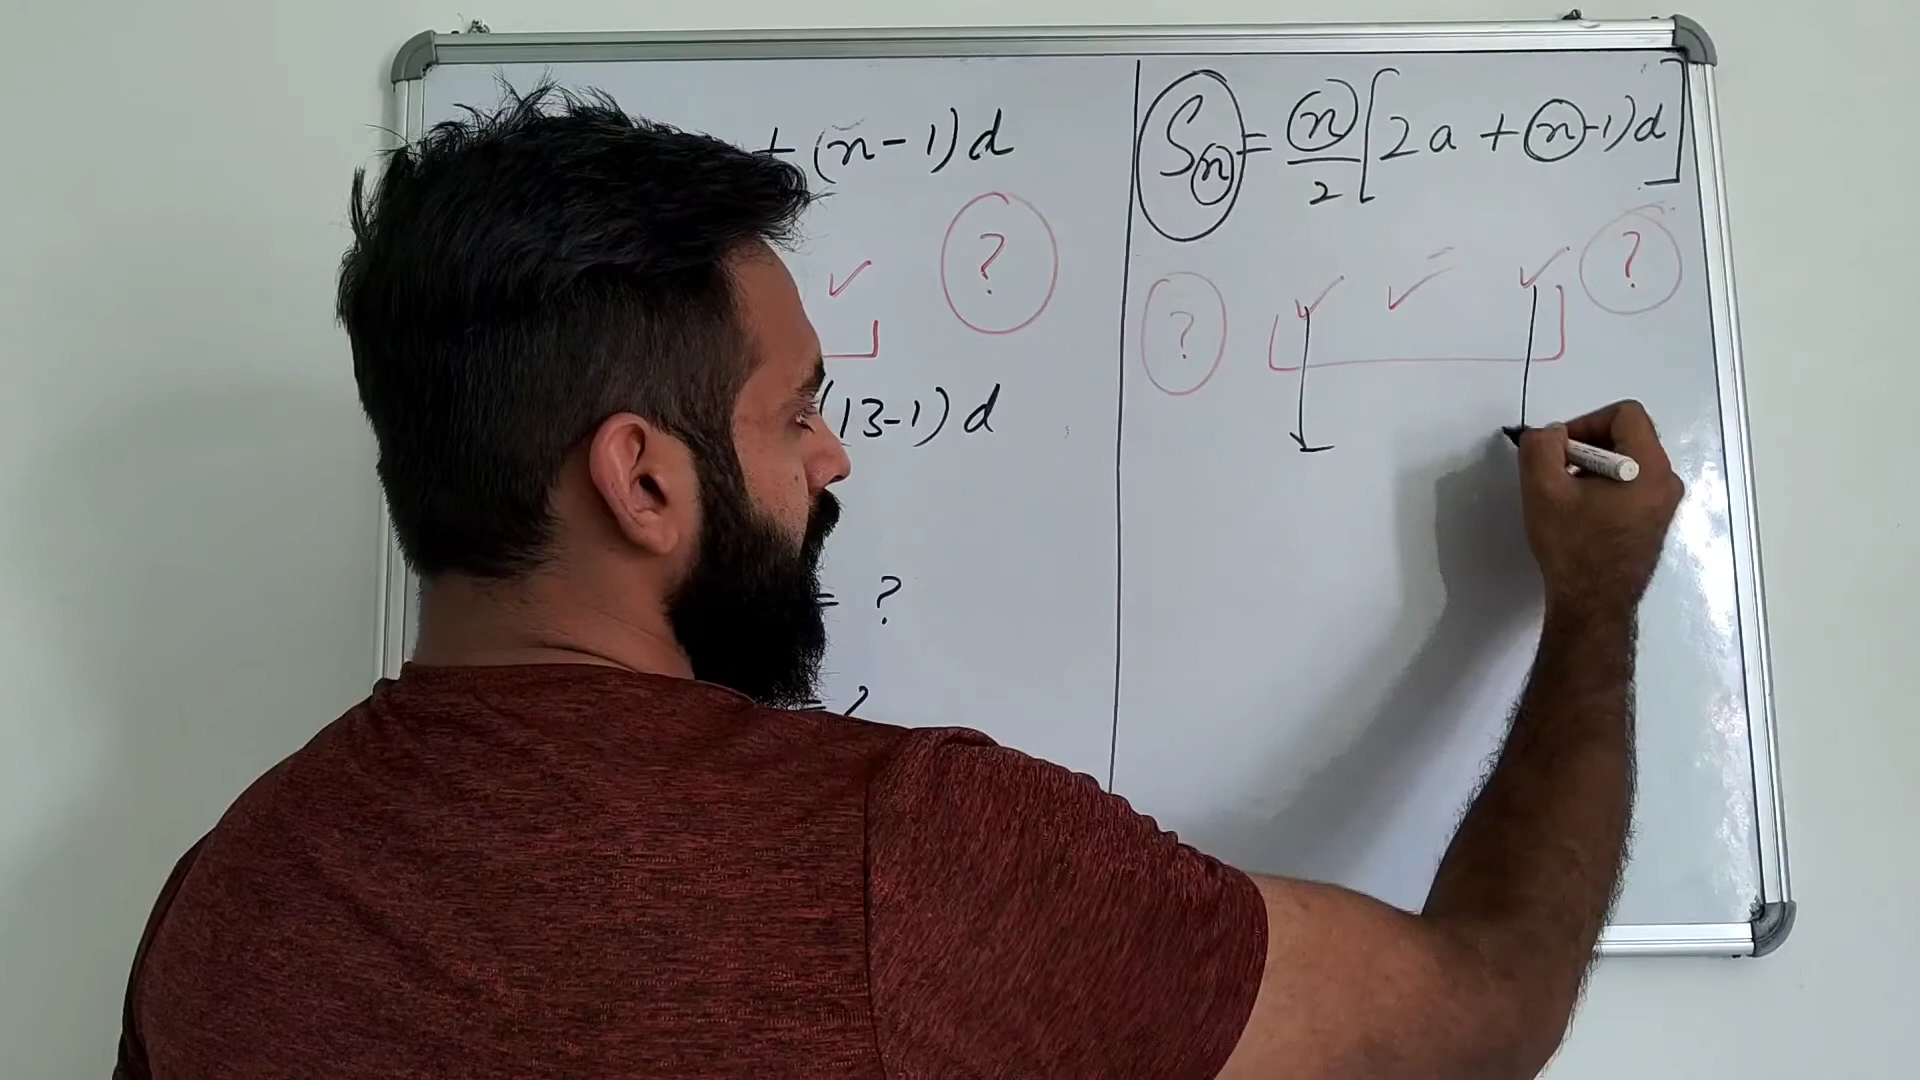 + (n-1)d
?
(13-1) d
= ?
= ?
Sn = n/2 [2a + (n-1)d]
?
?